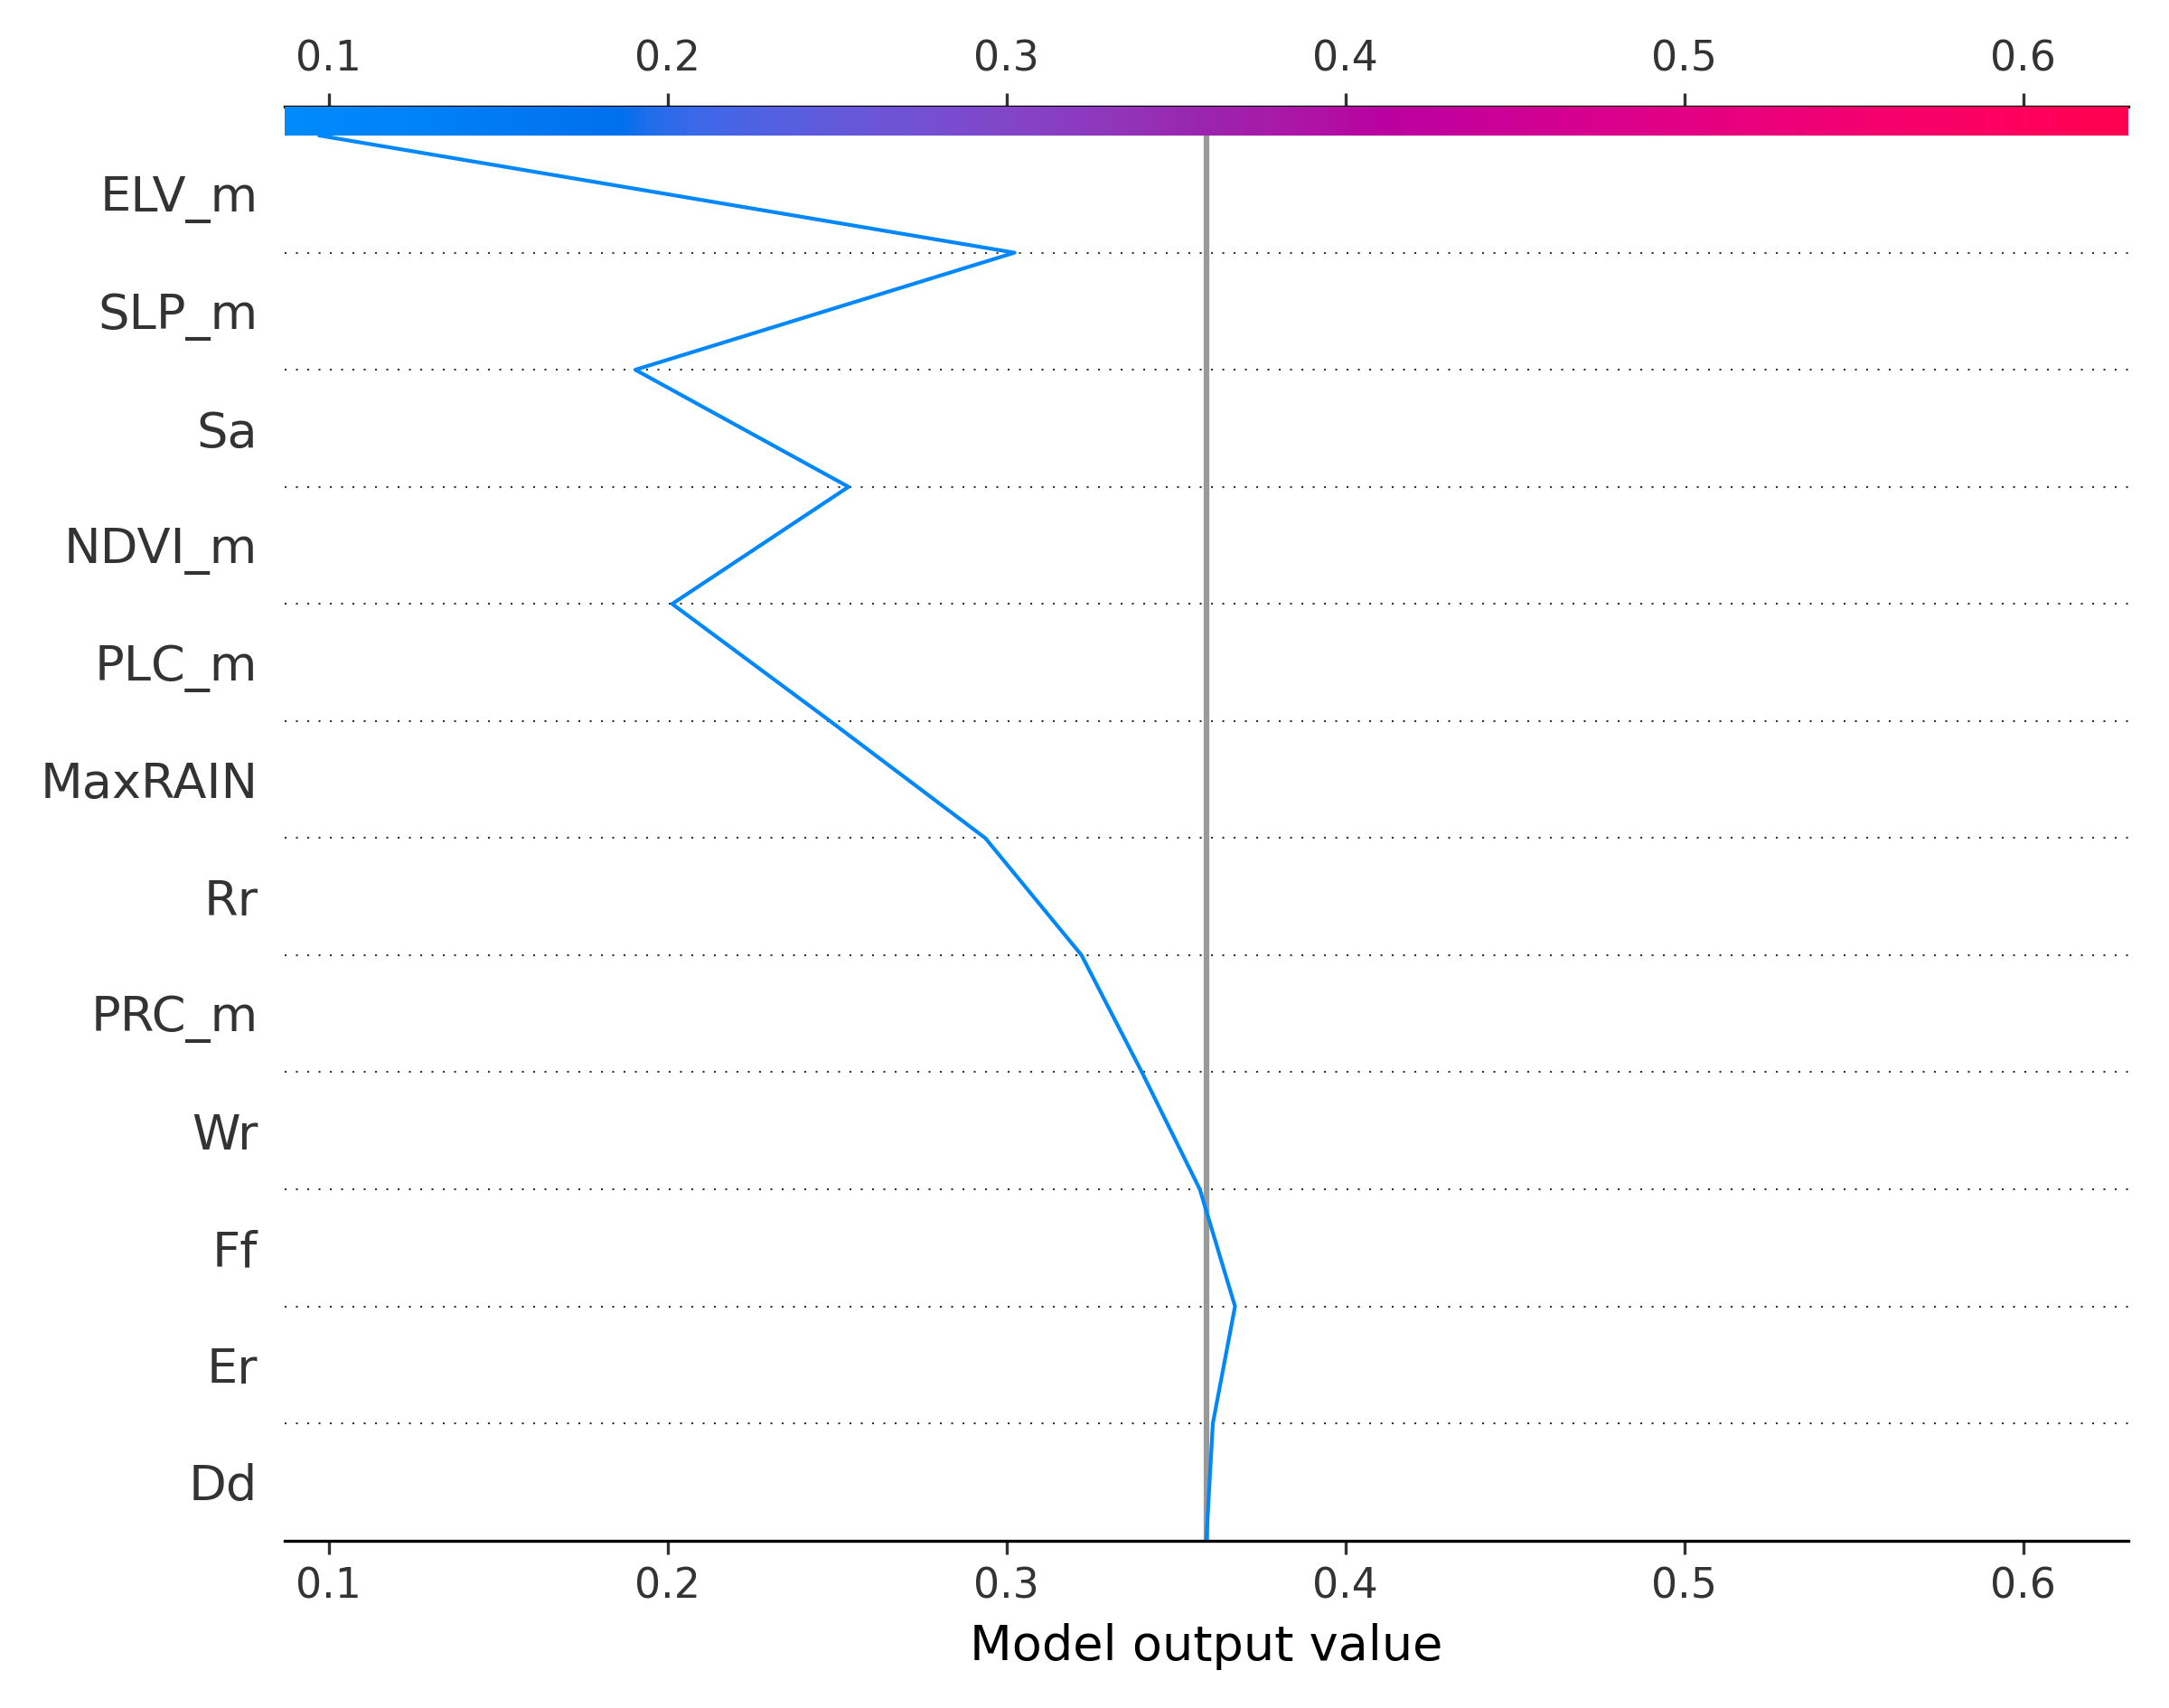 0.1 0.2 0.3 0.4 0.5 0.6
ELV_m
SLP_m
Sa
NDVI_m
PLC_m
MaxRAIN
Rr
PRC_m
Wr
Ff
Er
Dd
0.1 0.2 0.3 0.4 0.5 0.6
Model output value